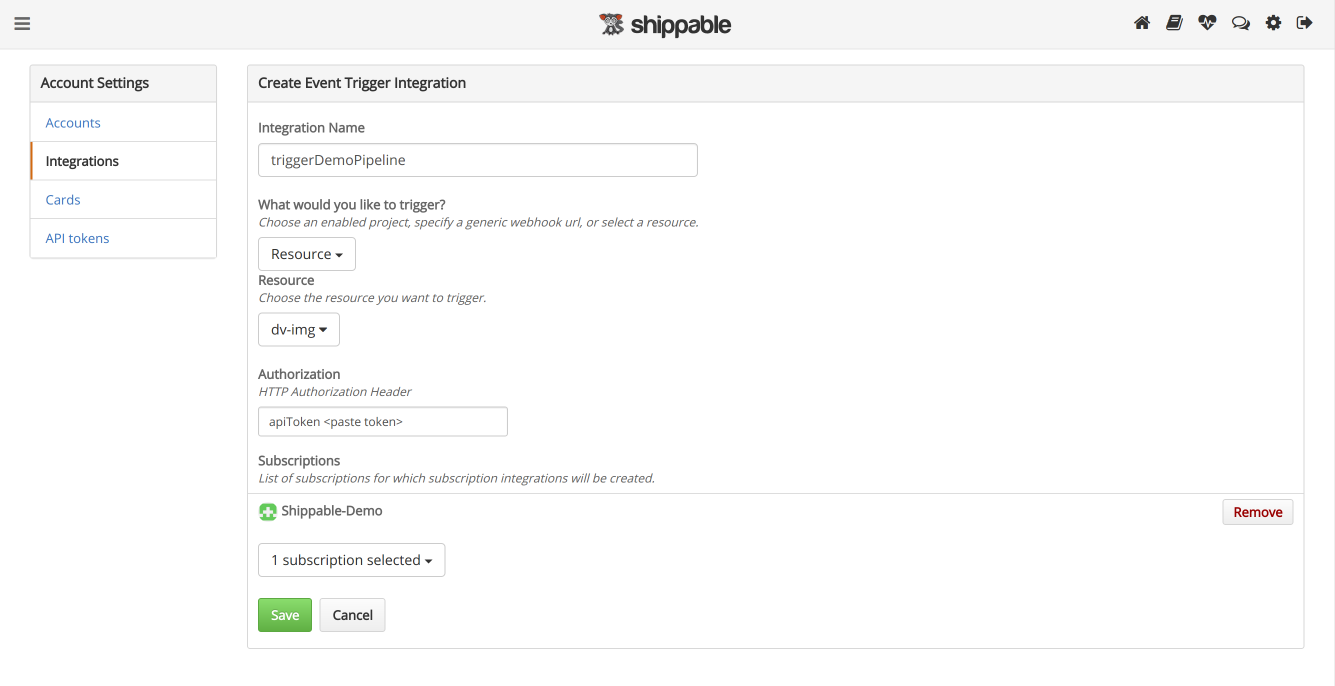 shippable
Account Settings
Accounts
Integrations
Cards
API tokens
Create Event Trigger Integration
Integration Name
triggerDemoPipeline
What would you like to trigger?
Choose an enabled project, specify a generic webhook url, or select a resource.
Resource
Resource
Choose the resource you want to trigger.
dv-img
Authorization
HTTP Authorization Header
apiToken <paste token>
Subscriptions
List of subscriptions for which subscription integrations will be created.
Shippable-Demo
Remove
1 subscription selected
Save
Cancel